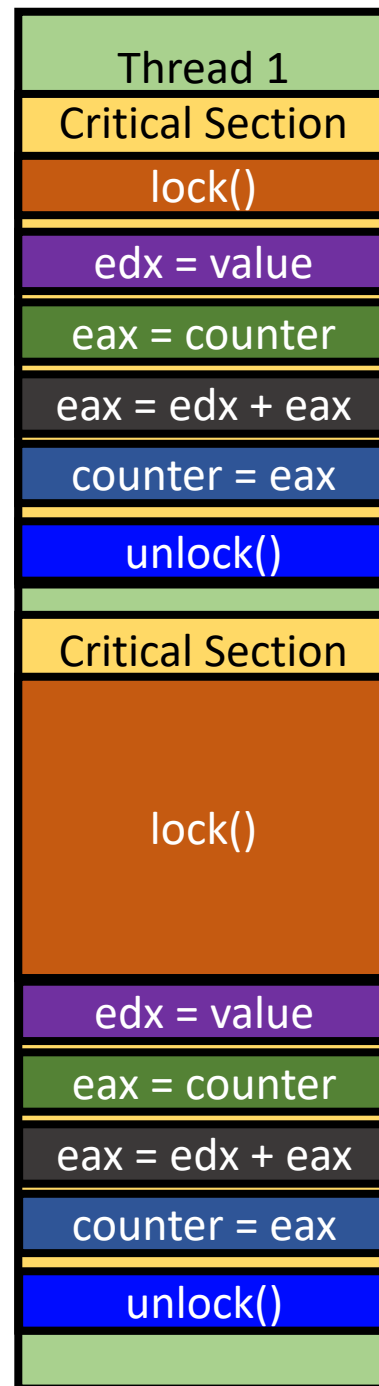 Thread 1
Critical Section
lock()
edx = value
eax = counter
eax = edx + eax
counter = eax
unlock()
Critical Section
lock()
edx = value
eax = counter
eax = edx + eax
counter = eax
unlock()